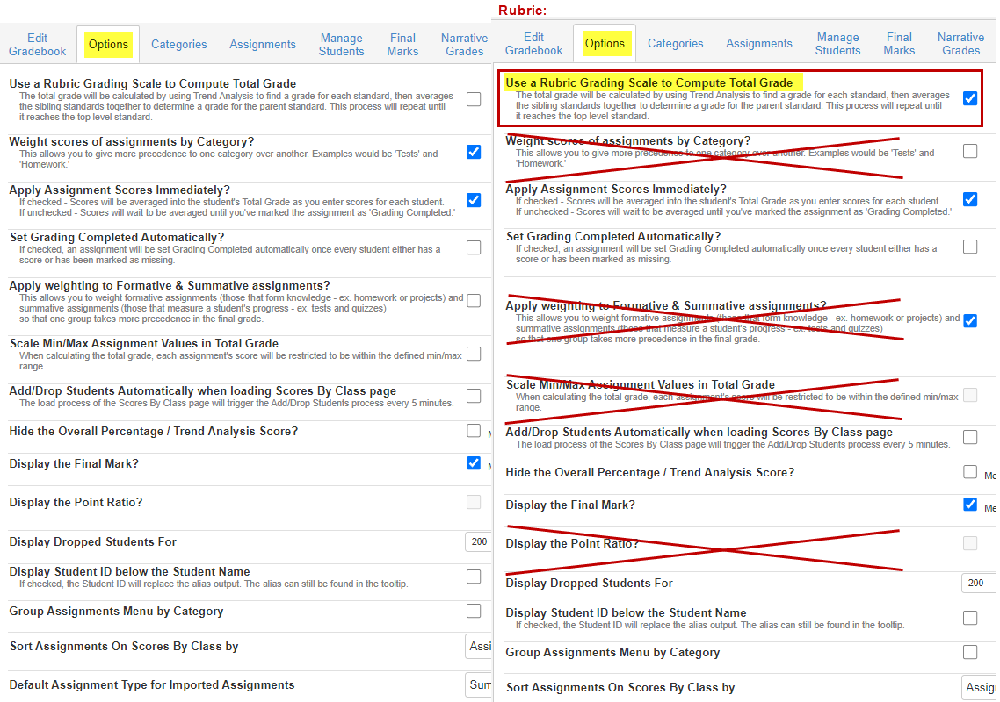 Rubric:
Edit Gradebook
Options
Categories
Assignments
Manage Students
Final Marks
Narrative Grades
Use a Rubric Grading Scale to Compute Total Grade
The total grade will be calculated by using Trend Analysis to find a grade for each standard, then averages
the sibling standards together to determine a grade for the parent standard. This process will repeat until
it reaches the top level standard.
Weight scores of assignments by Category?
This allows you to give more precedence to one category over another. Examples would be 'Tests' and
'Homework.'
Apply Assignment Scores Immediately?
If checked - Scores will be averaged into the student's Total Grade as you enter scores for each student.
If unchecked - Scores will wait to be averaged until you've marked the assignment as 'Grading Completed.'
Set Grading Completed Automatically?
If checked, an assignment will be set Grading Completed automatically once every student either has a
score or has been marked as missing.
Apply weighting to Formative & Summative assignments?
This allows you to weight formative assignments (those that form knowledge - ex. homework or projects) and
summative assignments (those that measure a student's progress - ex. tests and quizzes)
so that one group takes more precedence in the final grade.
Scale Min/Max Assignment Values in Total Grade
When calculating the total grade, each assignment's score will be restricted to be within the defined min/max
range.
Add/Drop Students Automatically when loading Scores By Class page
The load process of the Scores By Class page will trigger the Add/Drop Students process every 5 minutes.
Hide the Overall Percentage / Trend Analysis Score?
Display the Final Mark?
Display the Point Ratio?
Display Dropped Students For
200
Display Student ID below the Student Name
If checked, the Student ID will replace the alias output. The alias can still be found in the tooltip.
Group Assignments Menu by Category
Sort Assignments On Scores By Class by
Assi
Default Assignment Type for Imported Assignments
Sum
Edit Gradebook
Options
Categories
Assignments
Manage Students
Final Marks
Narrative Grades
Use a Rubric Grading Scale to Compute Total Grade
The total grade will be calculated by using Trend Analysis to find a grade for each standard, then averages
the sibling standards together to determine a grade for the parent standard. This process will repeat until
it reaches the top level standard.
Weight scores of assignments by Category?
This allows you to give more precedence to one category over another. Examples would be 'Tests' and
'Homework.'
Apply Assignment Scores Immediately?
If checked - Scores will be averaged into the student's Total Grade as you enter scores for each student.
If unchecked - Scores will wait to be averaged until you've marked the assignment as 'Grading Completed.'
Set Grading Completed Automatically?
If checked, an assignment will be set Grading Completed automatically once every student either has a
score or has been marked as missing.
Apply weighting to Formative & Summative assignments?
This allows you to weight formative assignments (those that form knowledge - ex. homework or projects) and
summative assignments (those that measure a student's progress - ex. tests and quizzes)
so that one group takes more precedence in the final grade.
Scale Min/Max Assignment Values in Total Grade
When calculating the total grade, each assignment's score will be restricted to be within the defined min/max
range.
Add/Drop Students Automatically when loading Scores By Class page
The load process of the Scores By Class page will trigger the Add/Drop Students process every 5 minutes.
Hide the Overall Percentage / Trend Analysis Score?
Me
Display the Final Mark?
Me
Display the Point Ratio?
Display Dropped Students For
200
Display Student ID below the Student Name
If checked, the Student ID will replace the alias output. The alias can still be found in the tooltip.
Group Assignments Menu by Category
Sort Assignments On Scores By Class by
Assig